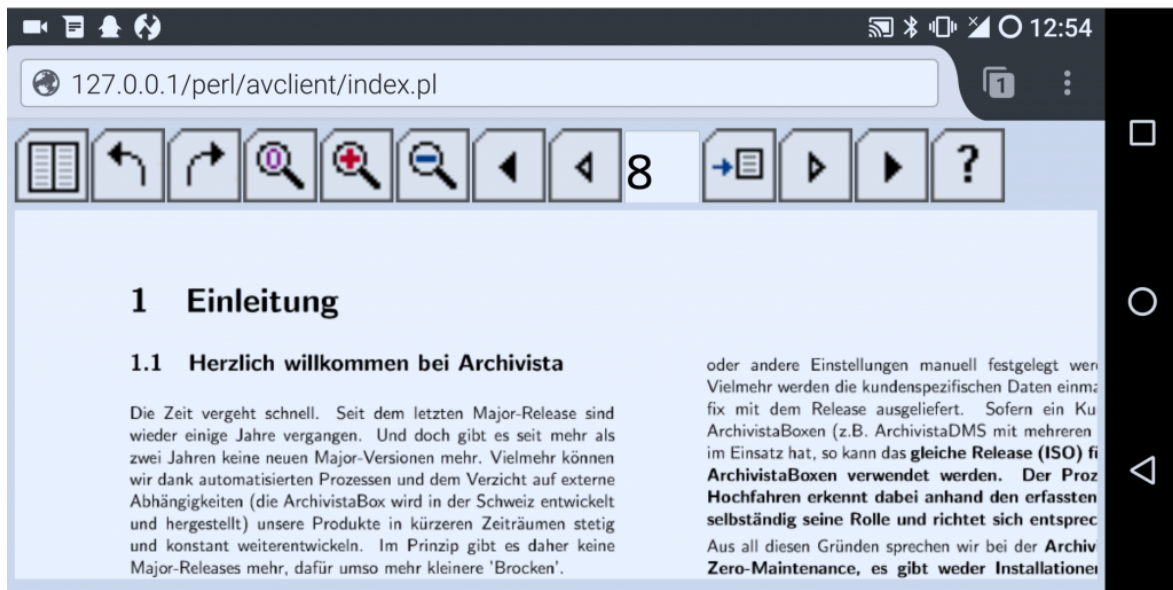 12:54
127.0.0.1/perl/avclient/index.pl
1
0
8
?
1 Einleitung
1.1 Herzlich willkommen bei Archivista
Die Zeit vergeht schnell. Seit dem letzten Major-Release sind
wieder einige Jahre vergangen. Und doch gibt es seit mehr als
zwei Jahren keine neuen Major-Versionen mehr. Vielmehr können
wir dank automatisierten Prozessen und dem Verzicht auf externe
Abhängigkeiten (die ArchivistaBox wird in der Schweiz entwickelt
und hergestellt) unsere Produkte in kürzeren Zeiträumen stetig
und konstant weiterentwickeln. Im Prinzip gibt es daher keine
Major-Releases mehr, dafür umso mehr kleinere 'Brocken'.
oder andere Einstellungen manuell festgelegt wer
Vielmehr werden die kundenspezifischen Daten einma
fix mit dem Release ausgeliefert. Sofern ein Ku
ArchivistaBoxen (z.B. ArchivistaDMS mit mehreren
im Einsatz hat, so kann das gleiche Release (ISO) fi
ArchivistaBoxen verwendet werden. Der Proz
Hochfahren erkennt dabei anhand den erfassten
selbständig seine Rolle und richtet sich entsprec
Aus all diesen Gründen sprechen wir bei der Archiv
Zero-Maintenance, es gibt weder Installatione